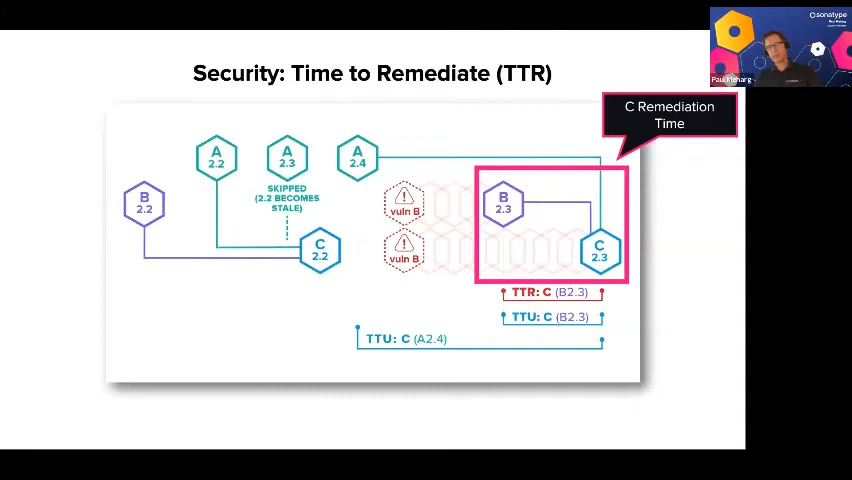 sonatype
Paul Meharg
Security: Time to Remediate (TTR)
C Remediation
Time
A
2.2
A
2.3
A
2.4
SKIPPED
(2.2 BECOMES
STALE)
B
2.2
C
2.2
!
vuln B
!
vuln B
B
2.3
C
2.3
TTR: C (B2.3)
TTU: C (B2.3)
TTU: C (A2.4)